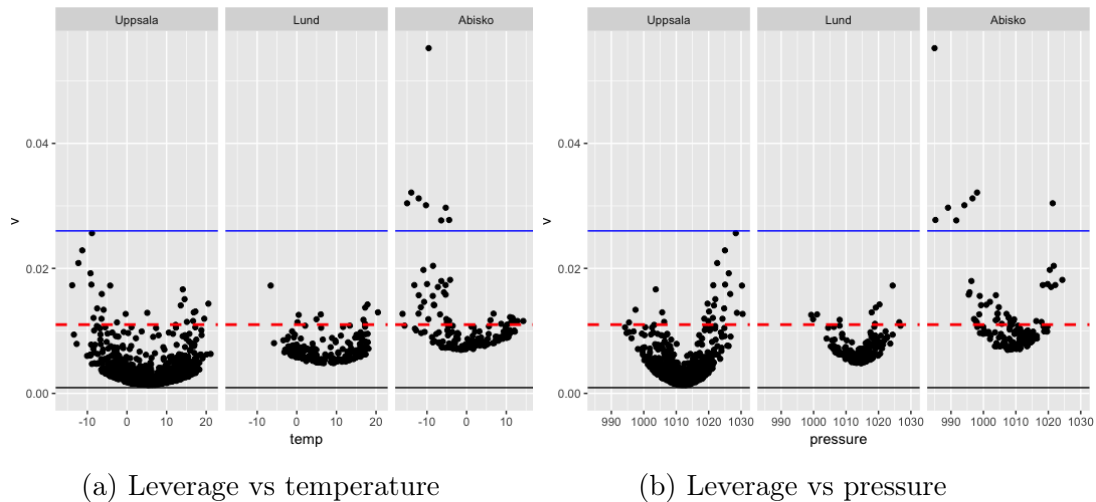 Uppsala Lund Abisko
0.04
0.02
0.00
v
-10 0 10 20 -10 0 10 20 -10 0 10 20
temp
(a) Leverage vs temperature
Uppsala Lund Abisko
0.04
0.02
0.00
v
990 1000 1010 1020 1030 990 1000 1010 1020 1030 990 1000 1010 1020 1030
pressure
(b) Leverage vs pressure